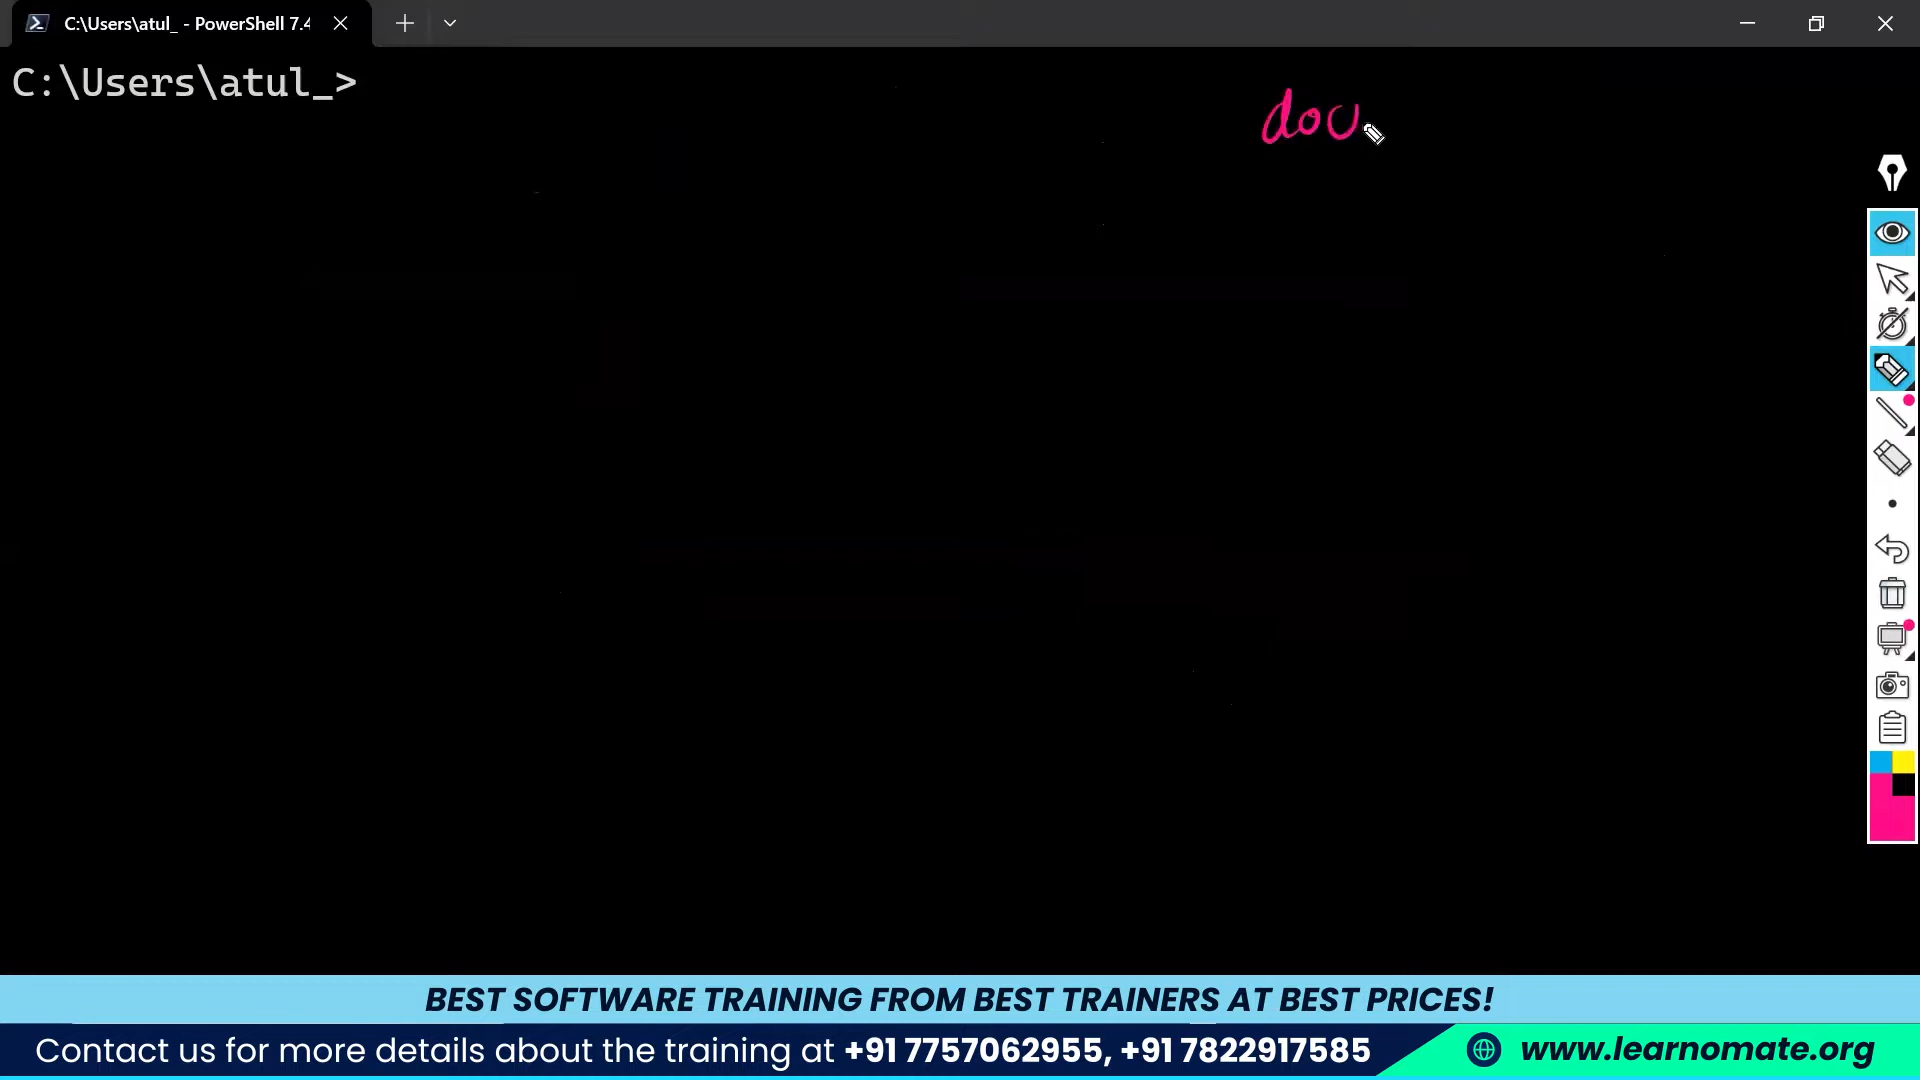 C:\Users\atul_ - PowerShell 7.4
C:\Users\atul_>
dou
BEST SOFTWARE TRAINING FROM BEST TRAINERS AT BEST PRICES!
Contact us for more details about the training at +91 7757062955, +91 7822917585
www.learnomate.org